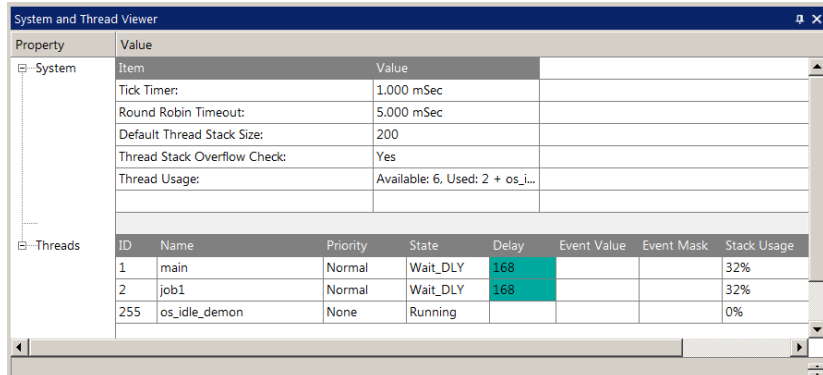 System and Thread Viewer
Property Value
System Item Value
Tick Timer: 1.000 mSec
Round Robin Timeout: 5.000 mSec
Default Thread Stack Size: 200
Thread Stack Overflow Check: Yes
Thread Usage: Available: 6, Used: 2 + os_i...
Threads ID Name Priority State Delay Event Value Event Mask Stack Usage
1 main Normal Wait_DLY 168 32%
2 job1 Normal Wait_DLY 168 32%
255 os_idle_demon None Running 0%